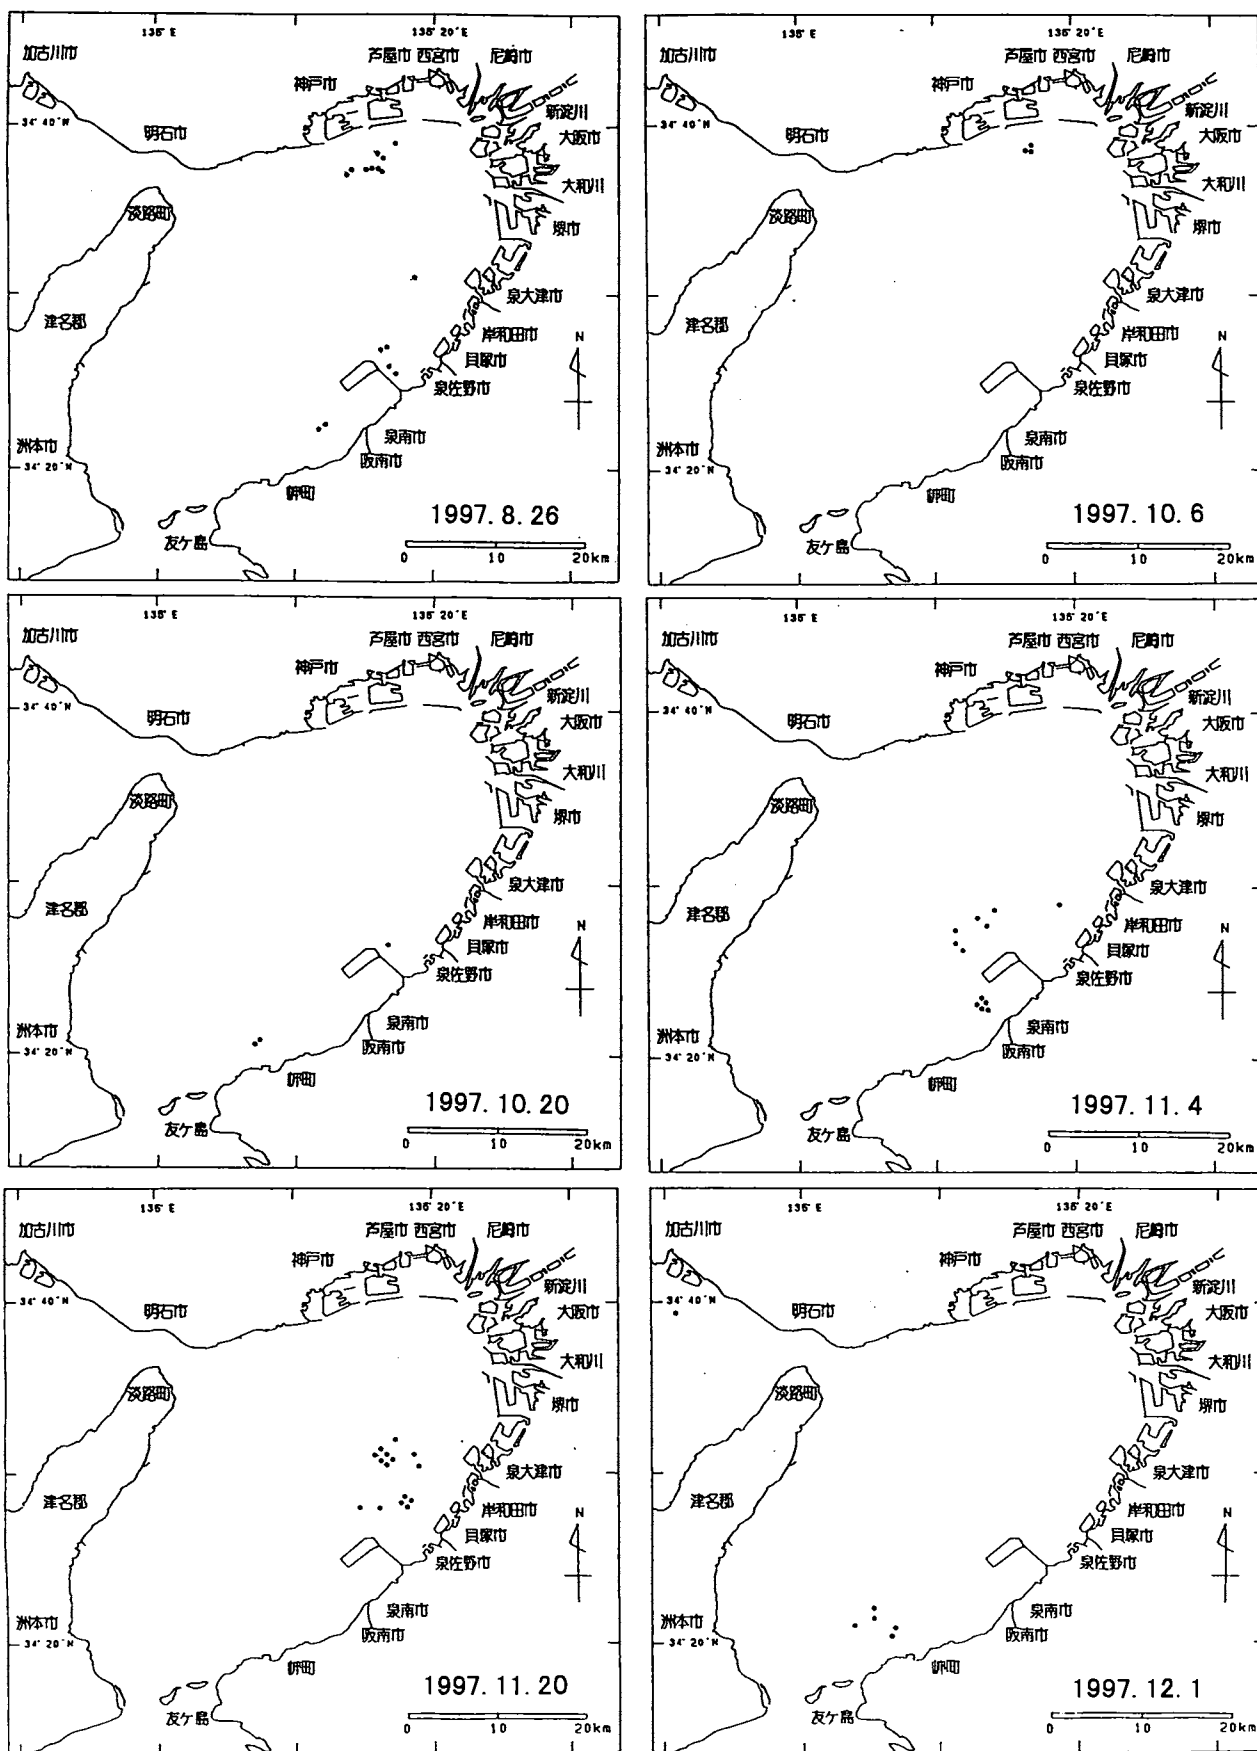 135°E
135°20'E
加古川市
芦屋市 西宮市 尼崎市
神戸市
新淀川
34°40'N
明石市
大阪市
大和川
淡路町
堺市
泉大津市
津名郡
岸和田市
N
貝塚市
泉佐野市
洲本市
泉南市
34°20'N
阪南市
岬町
1997. 8. 26
友ケ島
0 10 20km
135°E
135°20'E
加古川市
芦屋市 西宮市 尼崎市
神戸市
新淀川
34°40'N
明石市
大阪市
大和川
淡路町
堺市
泉大津市
津名郡
岸和田市
N
貝塚市
泉佐野市
洲本市
泉南市
34°20'N
阪南市
岬町
1997. 10. 6
友ケ島
0 10 20km
135°E
135°20'E
加古川市
芦屋市 西宮市 尼崎市
神戸市
新淀川
34°40'N
明石市
大阪市
大和川
淡路町
堺市
泉大津市
津名郡
岸和田市
N
貝塚市
泉佐野市
洲本市
泉南市
34°20'N
阪南市
岬町
1997. 10. 20
友ケ島
0 10 20km
135°E
135°20'E
加古川市
芦屋市 西宮市 尼崎市
神戸市
新淀川
34°40'N
明石市
大阪市
大和川
淡路町
堺市
泉大津市
津名郡
岸和田市
N
貝塚市
泉佐野市
洲本市
泉南市
34°20'N
阪南市
岬町
1997. 11. 4
友ケ島
0 10 20km
135°E
135°20'E
加古川市
芦屋市 西宮市 尼崎市
神戸市
新淀川
34°40'N
明石市
大阪市
大和川
淡路町
堺市
泉大津市
津名郡
岸和田市
N
貝塚市
泉佐野市
洲本市
泉南市
34°20'N
阪南市
岬町
1997. 11. 20
友ケ島
0 10 20km
135°E
135°20'E
加古川市
芦屋市 西宮市 尼崎市
神戸市
新淀川
34°40'N
明石市
大阪市
大和川
淡路町
堺市
泉大津市
津名郡
岸和田市
N
貝塚市
泉佐野市
洲本市
泉南市
34°20'N
阪南市
岬町
1997. 12. 1
友ケ島
0 10 20km